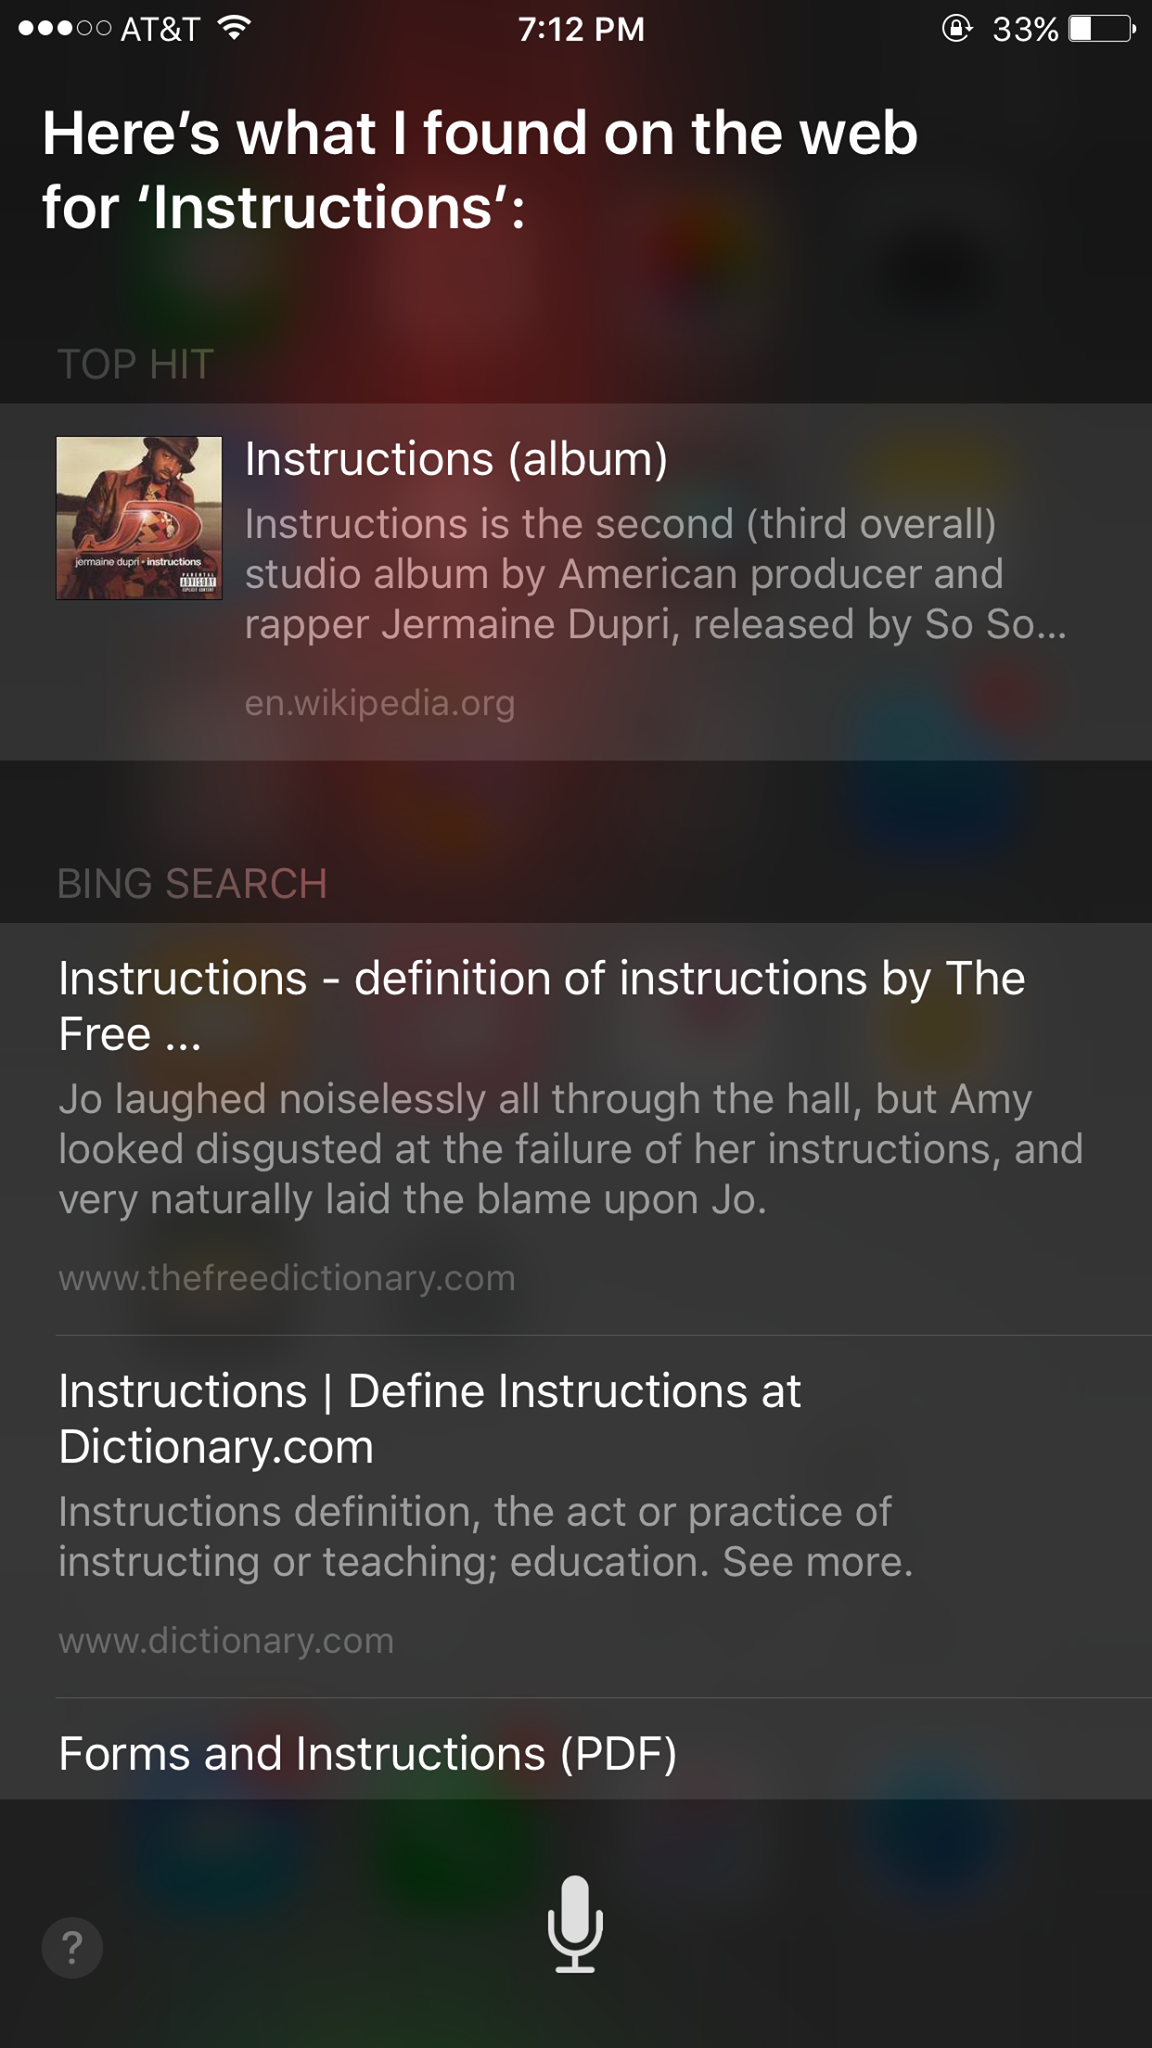 AT&T 7:12 PM 33%
Here’s what I found on the web
for ‘Instructions’:
TOP HIT
JD
jermaine dupri • instructions
PARENTAL
ADVISORY
EXPLICIT CONTENT
Instructions (album)
Instructions is the second (third overall)
studio album by American producer and
rapper Jermaine Dupri, released by So So...
en.wikipedia.org
BING SEARCH
Instructions - definition of instructions by The
Free ...
Jo laughed noiselessly all through the hall, but Amy
looked disgusted at the failure of her instructions, and
very naturally laid the blame upon Jo.
www.thefreedictionary.com
Instructions | Define Instructions at
Dictionary.com
Instructions definition, the act or practice of
instructing or teaching; education. See more.
www.dictionary.com
Forms and Instructions (PDF)
?